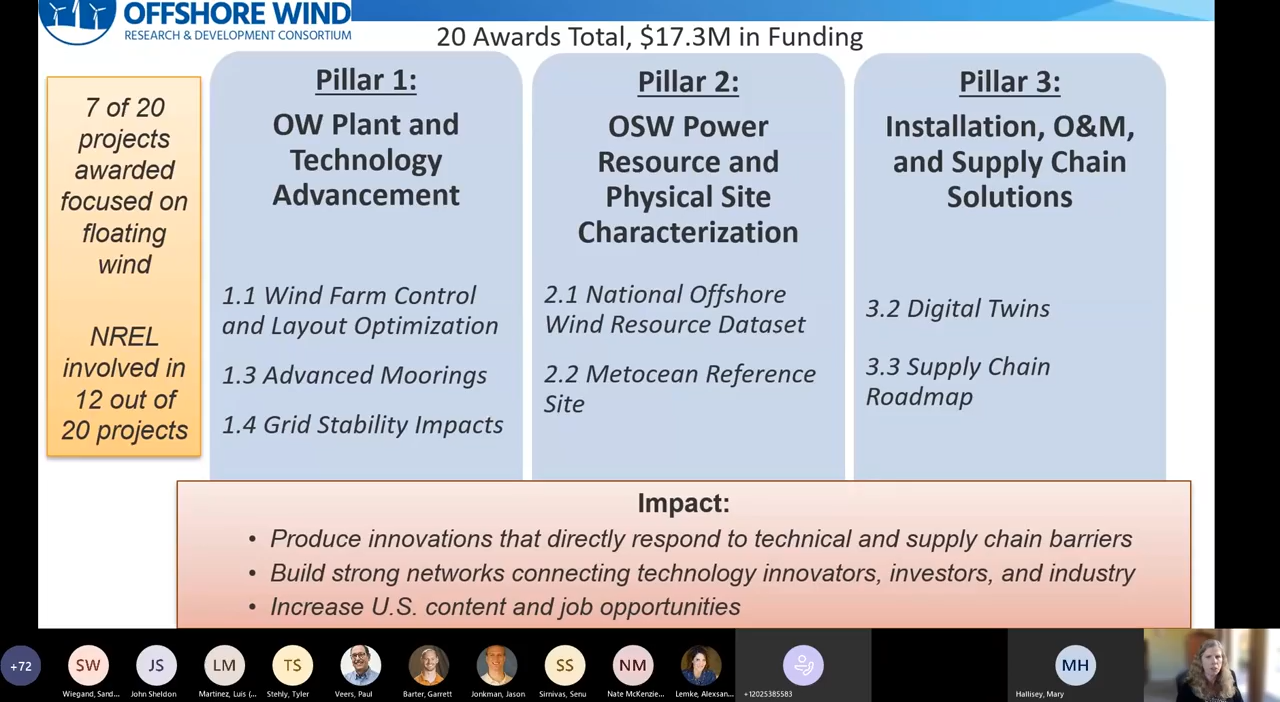 OFFSHORE WIND
RESEARCH & DEVELOPMENT CONSORTIUM
20 Awards Total, $17.3M in Funding
7 of 20
projects
awarded
focused on
floating
wind
NREL
involved in
12 out of
20 projects
Pillar 1:
OW Plant and
Technology
Advancement
1.1 Wind Farm Control
and Layout Optimization
1.3 Advanced Moorings
1.4 Grid Stability Impacts
Pillar 2:
OSW Power
Resource and
Physical Site
Characterization
2.1 National Offshore
Wind Resource Dataset
2.2 Metocean Reference
Site
Pillar 3:
Installation, O&M,
and Supply Chain
Solutions
3.2 Digital Twins
3.3 Supply Chain
Roadmap
Impact:
• Produce innovations that directly respond to technical and supply chain barriers
• Build strong networks connecting technology innovators, investors, and industry
• Increase U.S. content and job opportunities
+72
SW
JS
LM
TS
SS
NM
MH
Wiegand, Sand...
John Sheldon
Martinez, Luis (...
Stehly, Tyler
Veers, Paul
Barter, Garrett
Jonkman, Jason
Sirnivas, Senu
Nate McKenzie...
Lemke, Alexsan...
+12025385583
Hallisey, Mary